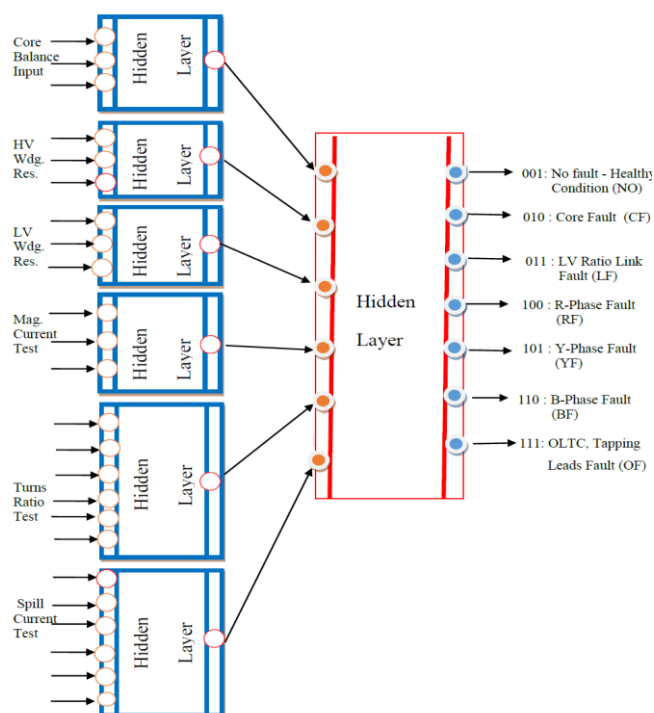 Core
Balance
Input
Hidden
Layer
HV
Wdg.
Res.
Hidden
Layer
LV
Wdg.
Res.
Hidden
Layer
Mag.
Current
Test
Hidden
Layer
Turns
Ratio
Test
Hidden
Layer
Spill
Current
Test
Hidden
Layer
Hidden
Layer
001: No fault - Healthy
Condition (NO)
010 : Core Fault (CF)
011 : LV Ratio Link
Fault (LF)
100 : R-Phase Fault
(RF)
101 : Y-Phase Fault
(YF)
110 : B-Phase Fault
(BF)
111: OLTC, Tapping
Leads Fault (OF)